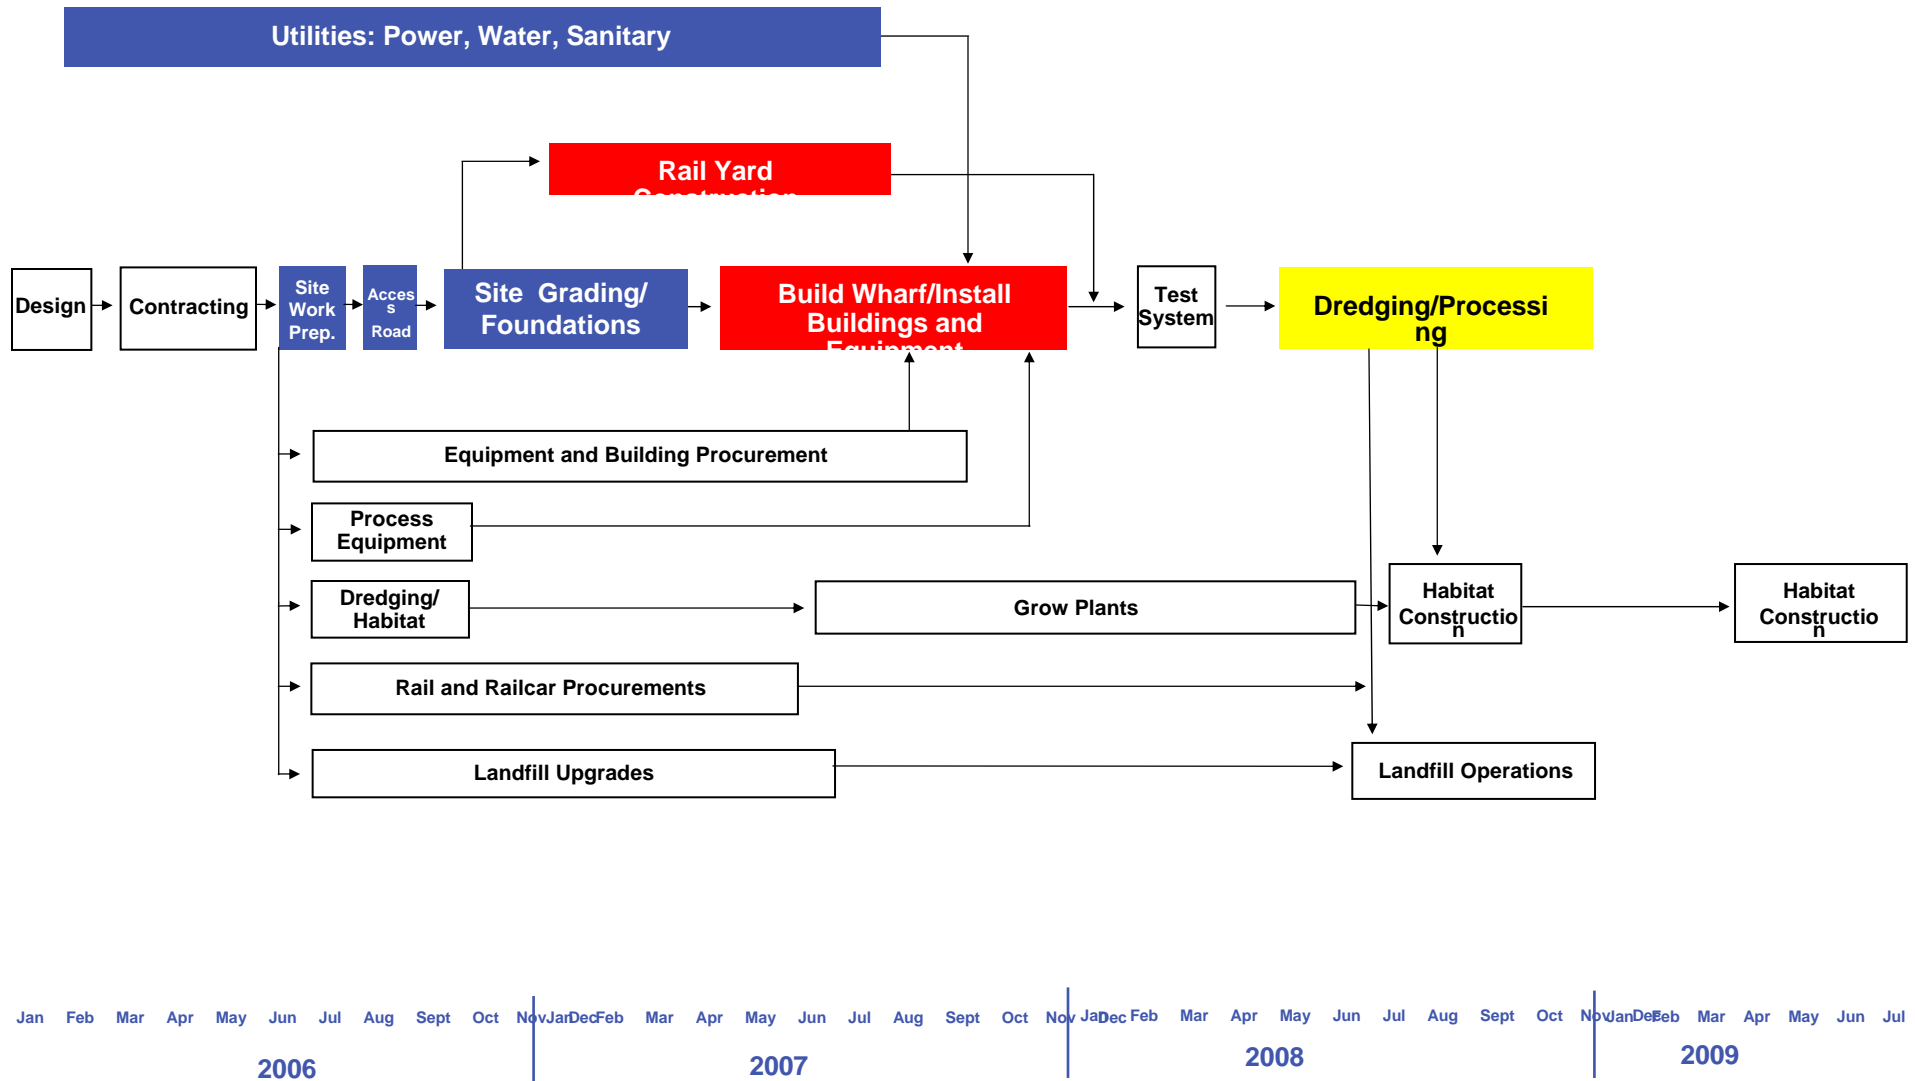 Utilities: Power, Water, Sanitary
Rail Yard
Construction
Design
Contracting
Site
Work
Prep.
Acces
s
Road
Site Grading/
Foundations
Build Wharf/Install
Buildings and
Equipment
Test
System
Dredging/Processi
ng
Equipment and Building Procurement
Process
Equipment
Dredging/
Habitat
Grow Plants
Habitat
Constructio
n
Habitat
Constructio
n
Rail and Railcar Procurements
Landfill Upgrades
Landfill Operations
Jan Feb Mar Apr May Jun Jul Aug Sept Oct Nov Dec
Jan Feb Mar Apr May Jun Jul Aug Sept Oct Nov Dec
Jan Feb Mar Apr May Jun Jul Aug Sept Oct Nov Dec
Jan Feb Mar Apr May Jun Jul
2006
2007
2008
2009